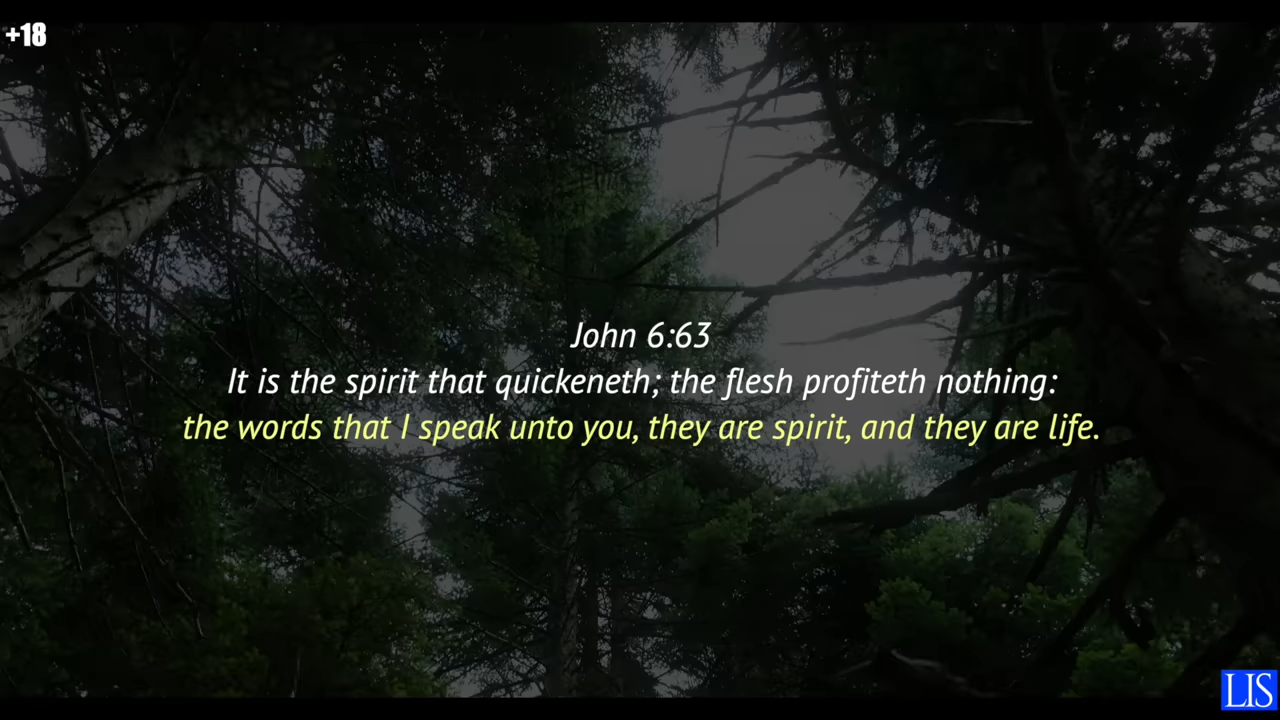 +18
John 6:63
It is the spirit that quickeneth; the flesh profiteth nothing:
the words that I speak unto you, they are spirit, and they are life.
LIS